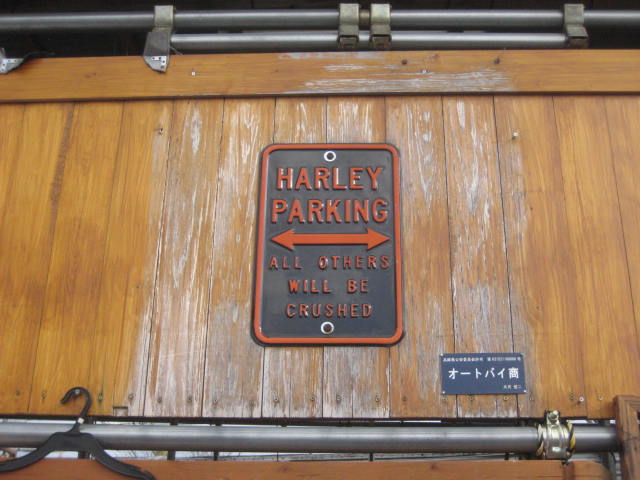 HARLEY
PARKING
ALL OTHERS
WILL BE
CRUSHED
オートバイ商